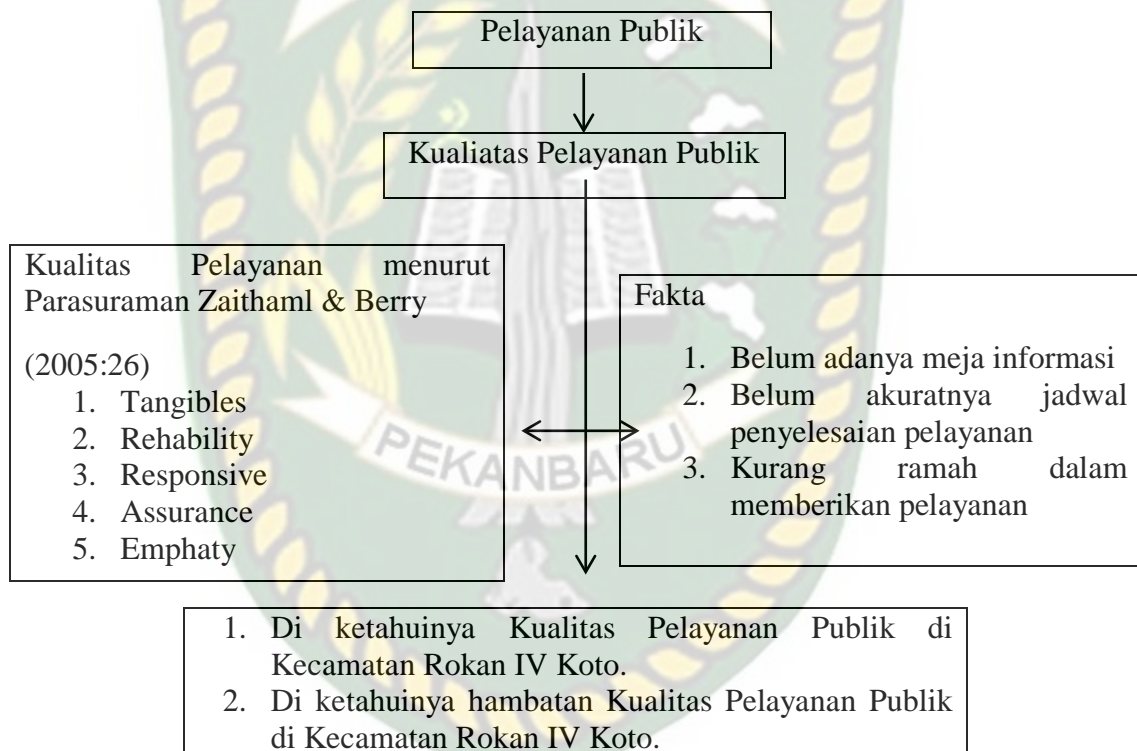 Pelayanan Publik
Kualiatas Pelayanan Publik
Kualitas Pelayanan menurut
Parasuraman Zaithaml & Berry
(2005:26)
1. Tangibles
2. Rehability
3. Responsive
4. Assurance
5. Emphaty
Fakta
1. Belum adanya meja informasi
2. Belum akuratnya jadwal
penyelesaian pelayanan
3. Kurang ramah dalam
memberikan pelayanan
PEKANBARU
1. Di ketahuinya Kualitas Pelayanan Publik di
Kecamatan Rokan IV Koto.
2. Di ketahuinya hambatan Kualitas Pelayanan Publik
di Kecamatan Rokan IV Koto.